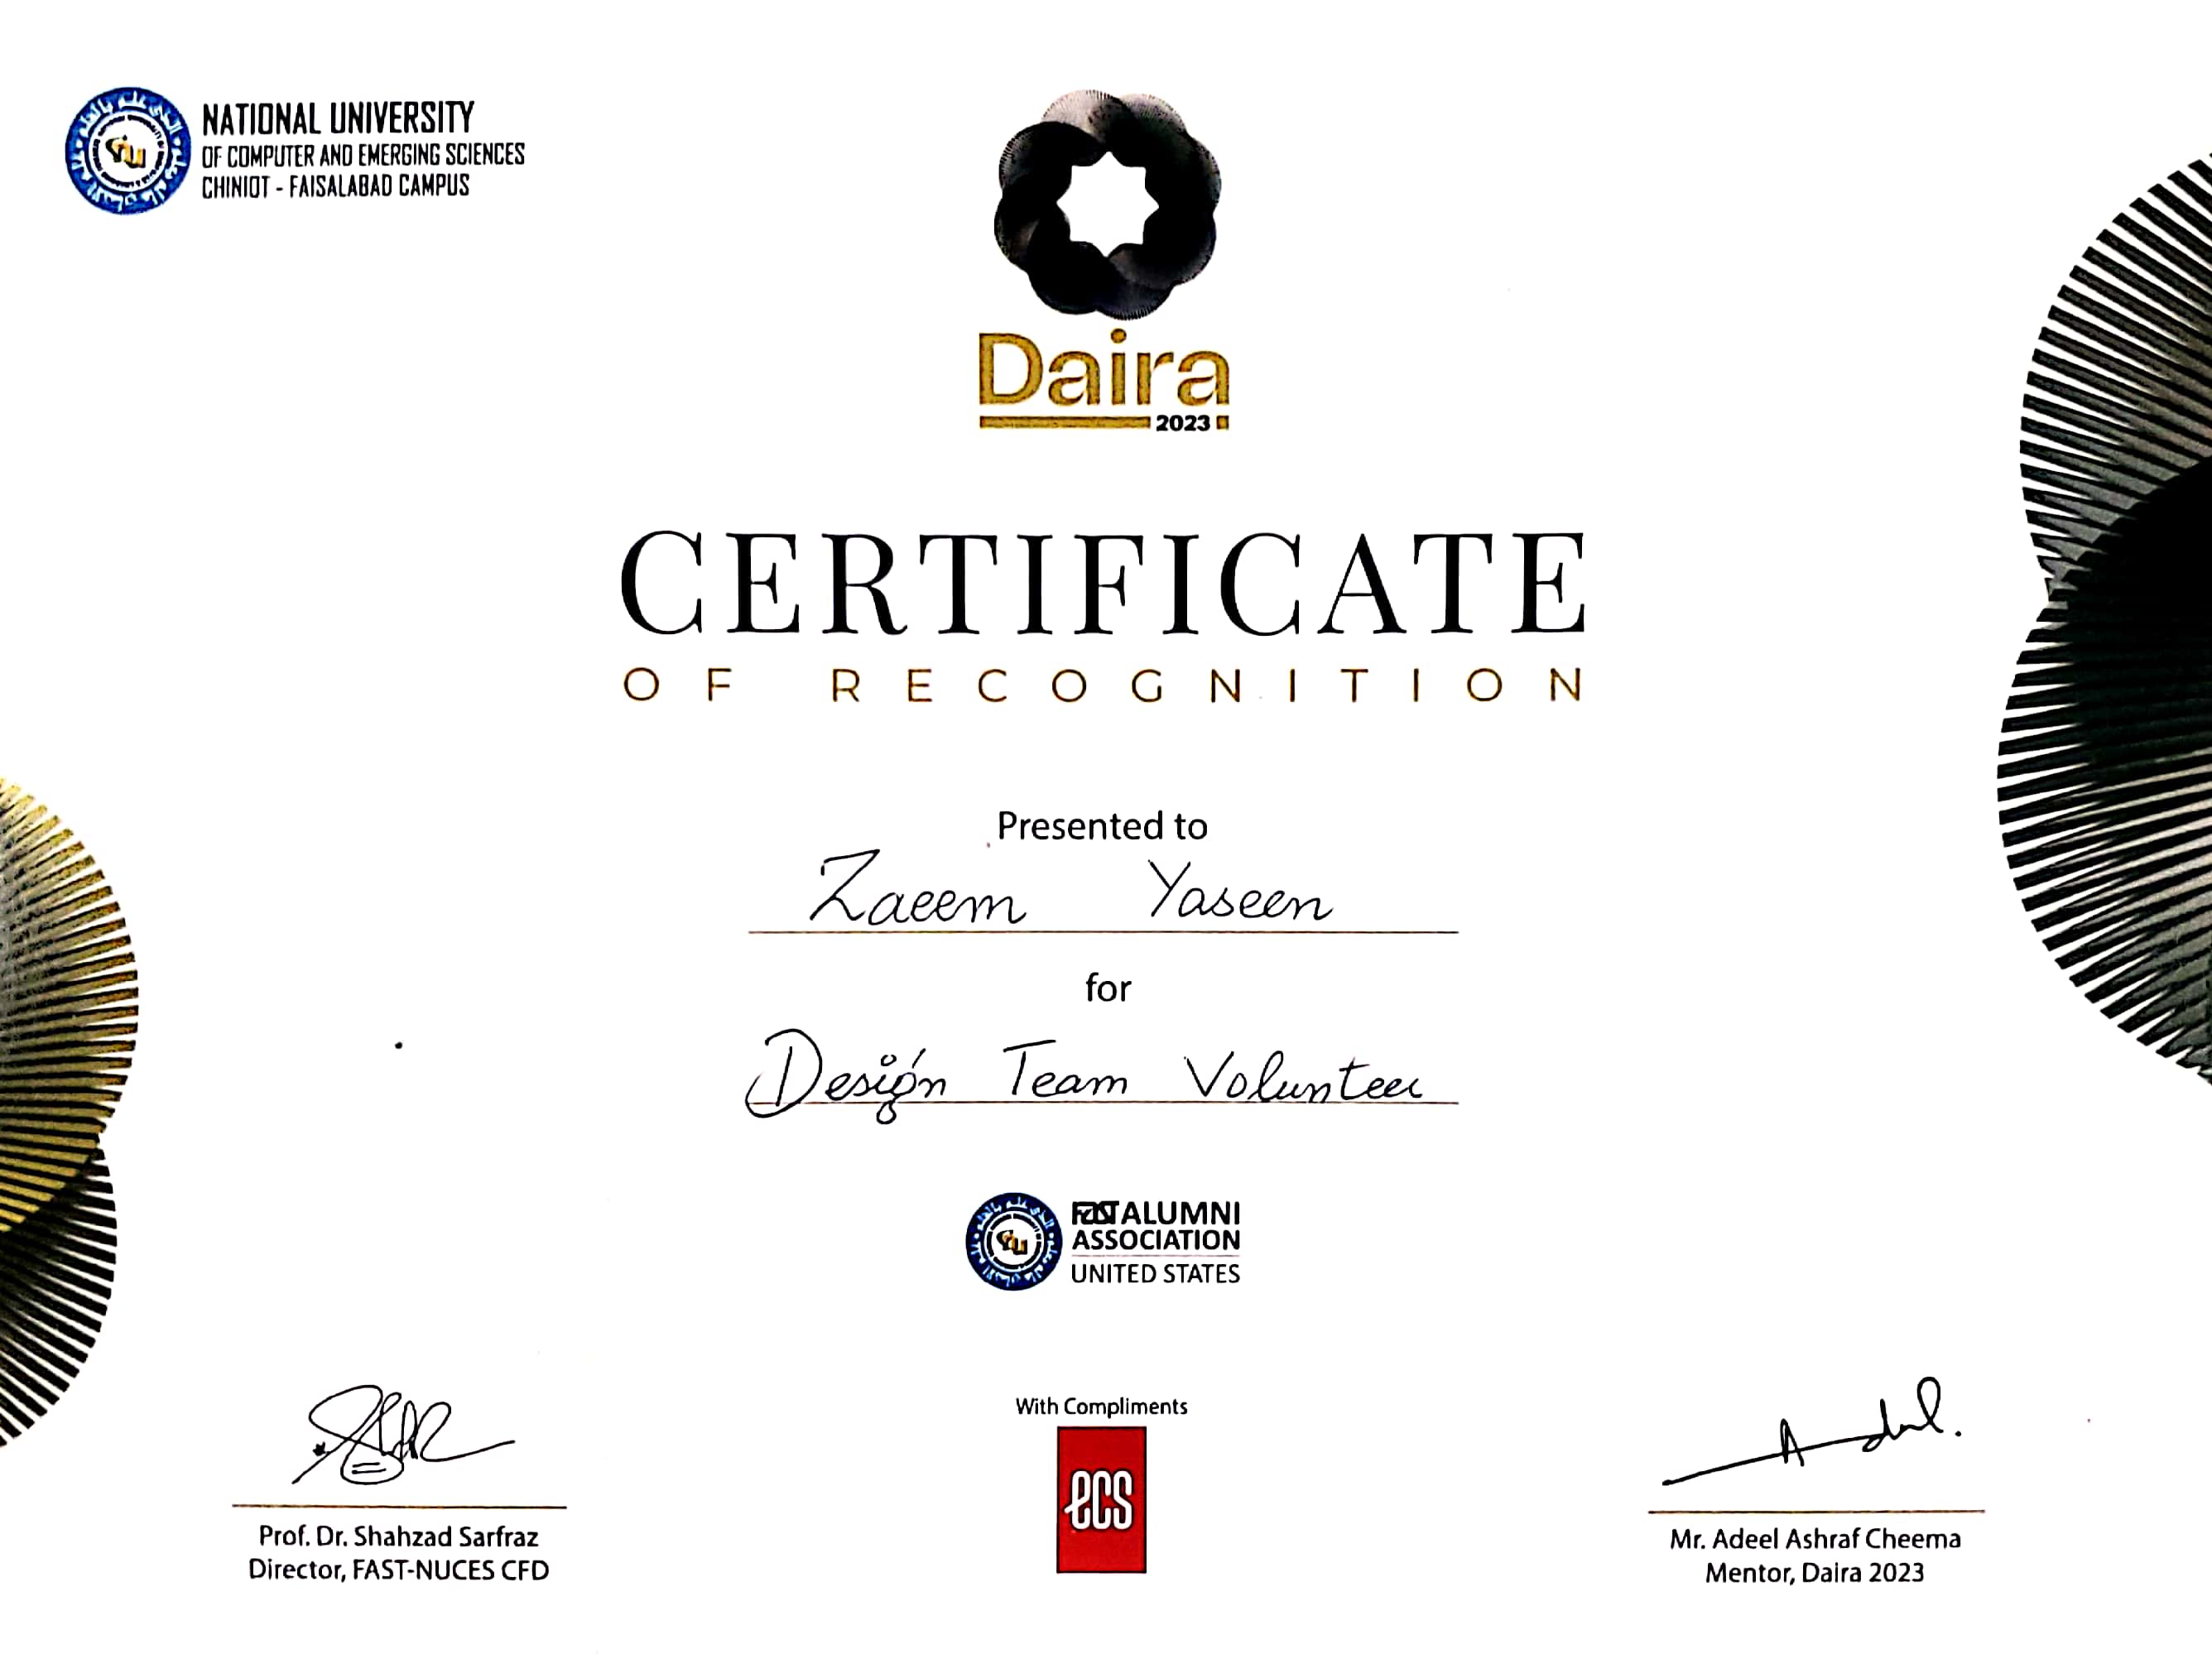 NATIONAL UNIVERSITY
OF COMPUTER AND EMERGING SCIENCES
CHINIOT - FAISALABAD CAMPUS
Daira
2023
CERTIFICATE
OF RECOGNITION
Presented to
Zaeem Yaseen
for
Design Team Volunteer
FAST ALUMNI
ASSOCIATION
UNITED STATES
With Compliments
ecs
Prof. Dr. Shahzad Sarfraz
Director, FAST-NUCES CFD
Mr. Adeel Ashraf Cheema
Mentor, Daira 2023